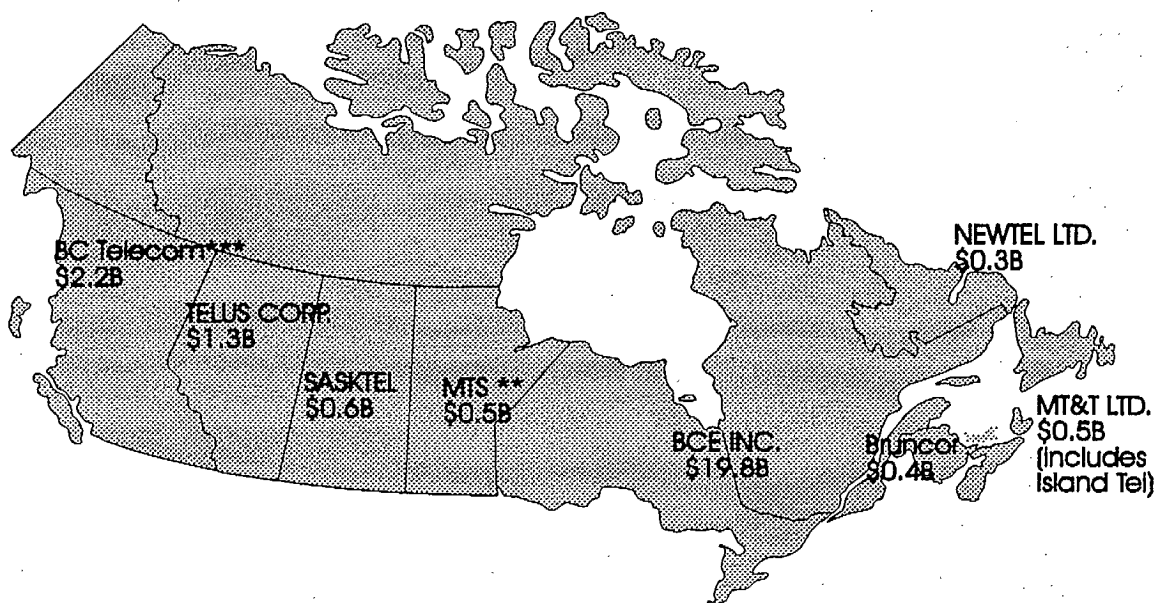 NEWTEL LTD.
$0.3B
BC Telecom***
$2.2B
TELUS CORP.
$1.3B
SASKTEL
$0.6B
MTS **
$0.5B
BCE INC.
$19.8B
Bruncor
$0.4B
MT&T LTD.
$0.5B
(includes
Island Tel)